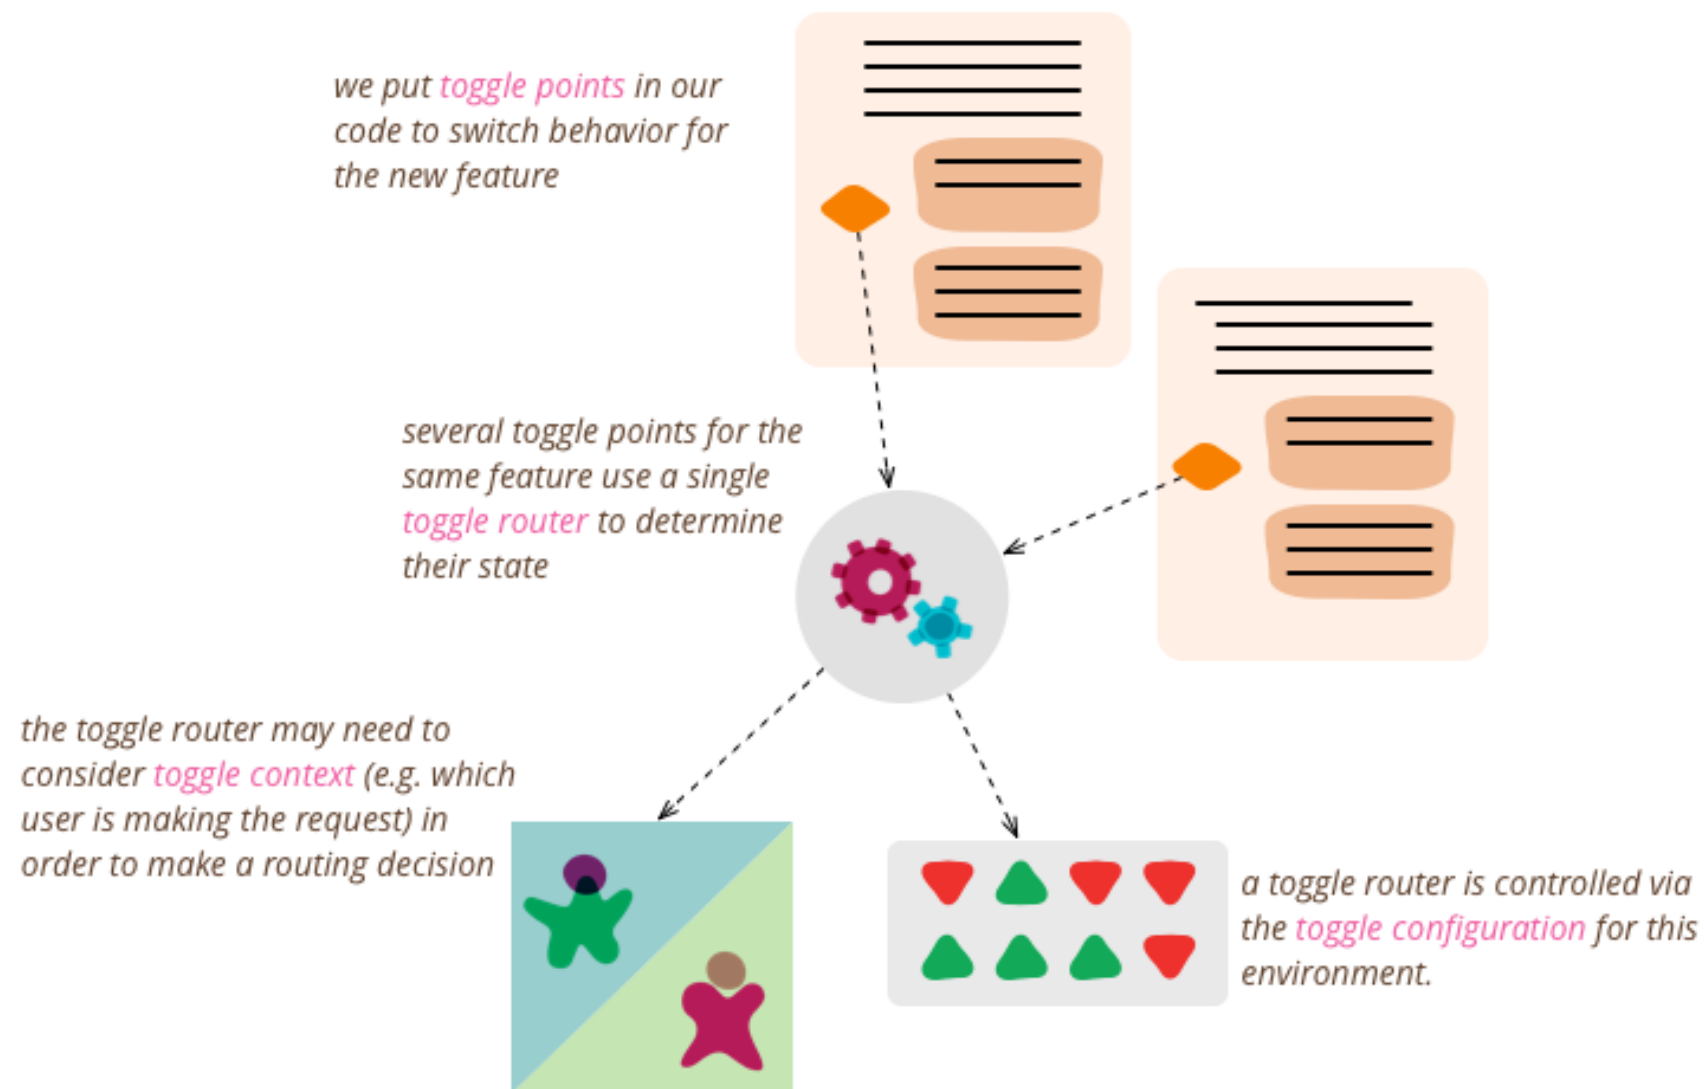 we put toggle points in our
code to switch behavior for
the new feature
several toggle points for the
same feature use a single
toggle router to determine
their state
the toggle router may need to
consider toggle context (e.g. which
user is making the request) in
order to make a routing decision
a toggle router is controlled via
the toggle configuration for this
environment.